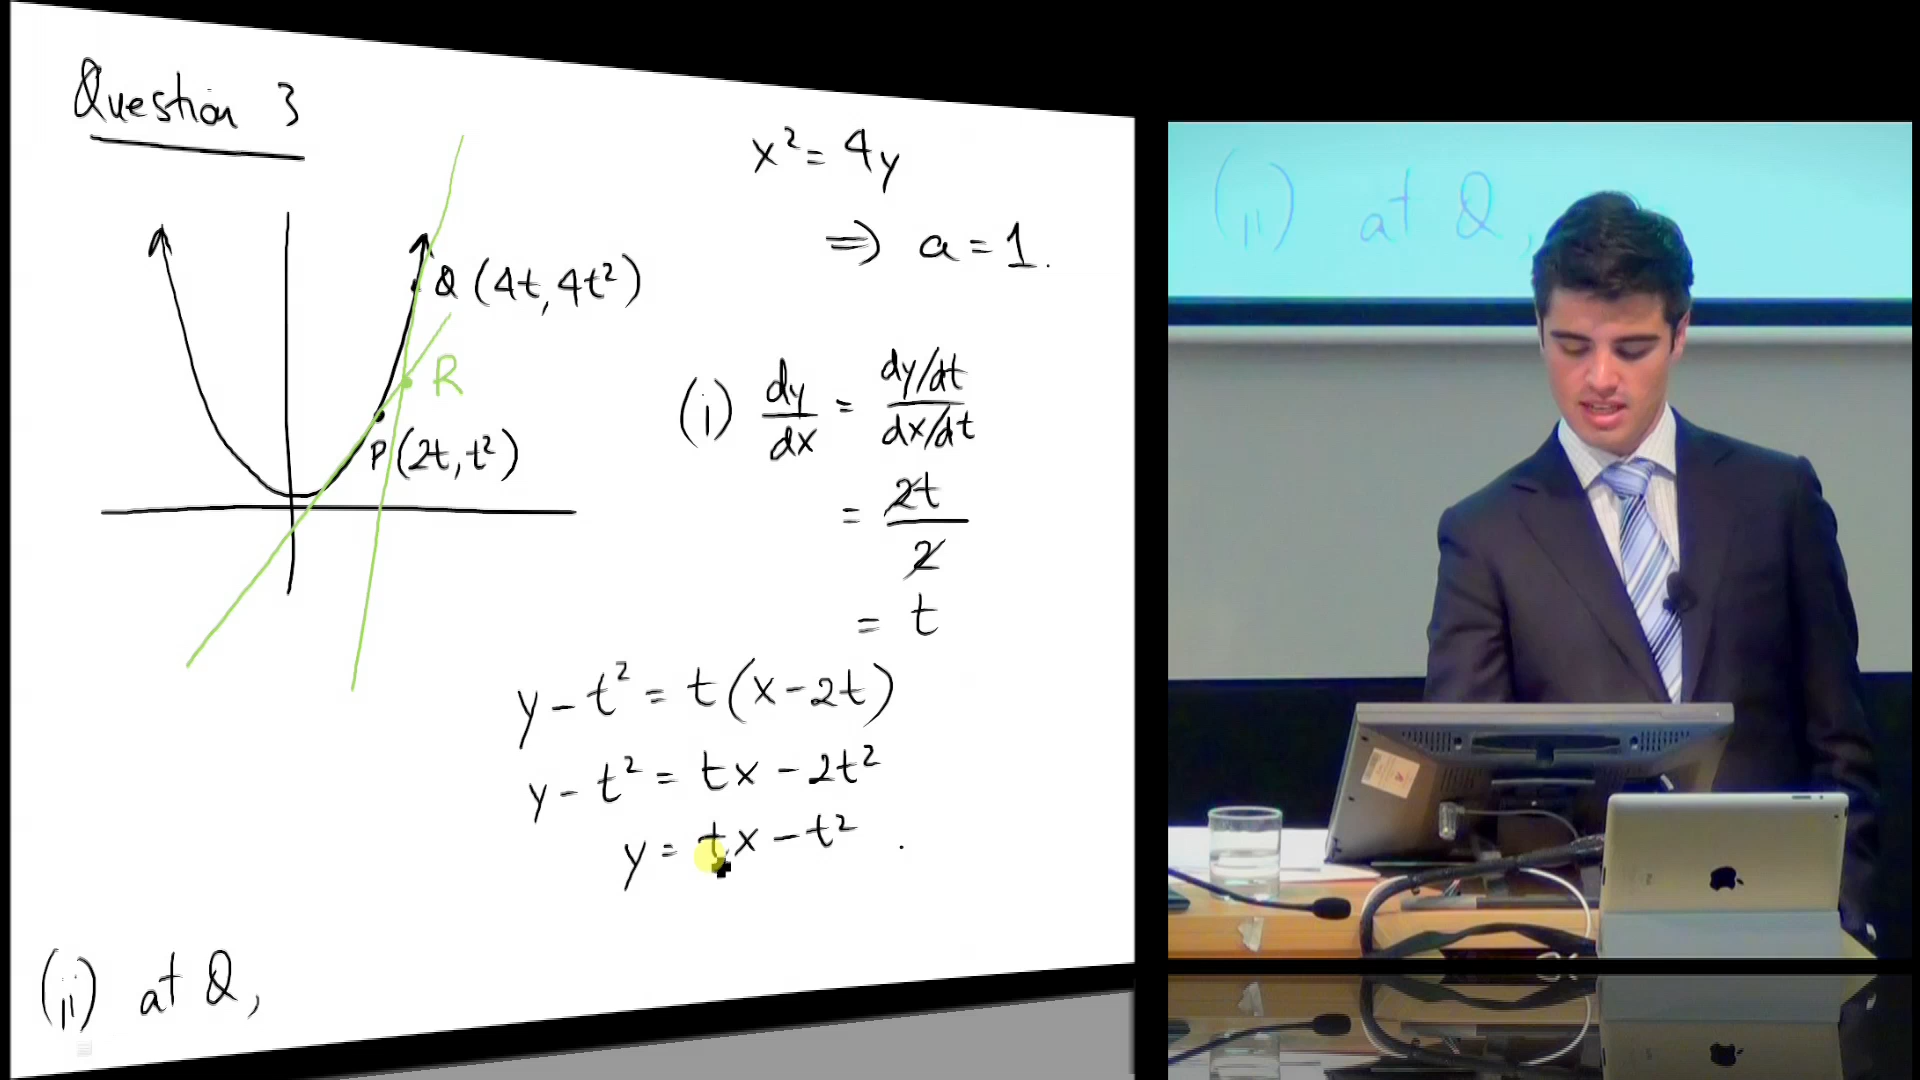 Question 3
x² = 4y
⇒ a = 1.
Q (4t, 4t²)
R
P (2t, t²)
(i) dy/dx = (dy/dt)/(dx/dt)
= 2t/2
= t
y - t² = t(x - 2t)
y - t² = tx - 2t²
y = tx - t² .
(ii) at Q,
(ii) at Q,